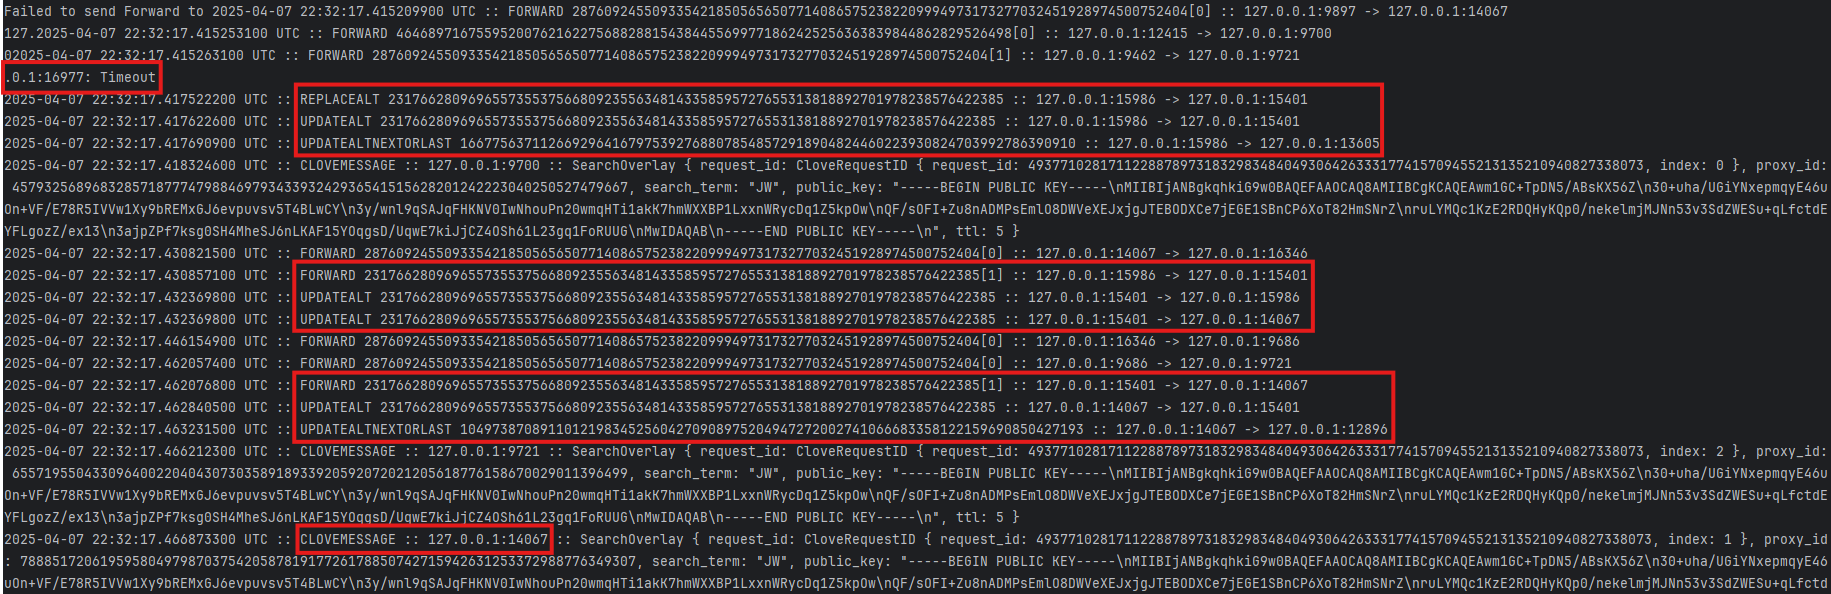 Failed to send Forward to 2025-04-07 22:32:17.415209900 UTC :: FORWARD 28760924550933542185056565077140865752382209994973173277032451928974500752404[0] :: 127.0.0.1:9897 -> 127.0.0.1:14067
127.2025-04-07 22:32:17.415253100 UTC :: FORWARD 46468971675595200762162275688288154384455699771862425256363839844862829526498[0] :: 127.0.0.1:12415 -> 127.0.0.1:9700
02025-04-07 22:32:17.415263100 UTC :: FORWARD 28760924550933542185056565077140865752382209994973173277032451928974500752404[1] :: 127.0.0.1:9462 -> 127.0.0.1:9721
.0.1:16977: Timeout
2025-04-07 22:32:17.417522200 UTC :: REPLACEALT 23176628096965573553756680923556348143358595727655313818892701978238576422385 :: 127.0.0.1:15986 -> 127.0.0.1:15401
2025-04-07 22:32:17.417622600 UTC :: UPDATEALT 23176628096965573553756680923556348143358595727655313818892701978238576422385 :: 127.0.0.1:15986 -> 127.0.0.1:15401
2025-04-07 22:32:17.417690900 UTC :: UPDATEALTNEXTORLAST 16677563711266929641679753927688078548572918904824460223930824703992786390910 :: 127.0.0.1:15986 -> 127.0.0.1:13605
2025-04-07 22:32:17.418324600 UTC :: CLOVEMESSAGE :: 127.0.0.1:9700 :: SearchOverlay { request_id: CloveRequestID { request_id: 49377102817112288789731832983484049306426333177415709455213135210940827338073, index: 0 }, proxy_id:
45793256896832857187774798846979343393242936541515628201242223040250527479667, search_term: "JW", public_key: "-----BEGIN PUBLIC KEY-----\nMIIBIjANBgkqhkiG9w0BAQEFAAOCAQ8AMIIBCgKCAQEAwm1GC+TpDN5/ABsKX56Z\n30+uha/UGiYNxepmqyE46u
On+VF/E78R5IVVw1Xy9bREMxGJ6evpuvsv5T4BLwCY\n3y/wnl9qSAJqFHKNV0IwNhouPn20wmqHTi1akK7hmWXXBP1LxxnWRycDq1Z5kpOw\nQF/sOFI+Zu8nADMPsEmlO8DWVeXEJxjgJTEBODXCe7jEGE1SBnCP6XoT82HmSNrZ\nruLYMQc1KzE2RDQHyKQp0/nekelmjMJNn53v3SdZWESu+qLfctdE
YFLgozZ/ex13\n3ajpZPf7ksg0SH4MheSJ6nLKAF15YOqgsD/UqwE7kiJjCZ4OSh61L23gq1FoRUUG\nMwIDAQAB\n-----END PUBLIC KEY-----\n", ttl: 5 }
2025-04-07 22:32:17.430821500 UTC :: FORWARD 28760924550933542185056565077140865752382209994973173277032451928974500752404[0] :: 127.0.0.1:14067 -> 127.0.0.1:16346
2025-04-07 22:32:17.430857100 UTC :: FORWARD 23176628096965573553756680923556348143358595727655313818892701978238576422385[1] :: 127.0.0.1:15986 -> 127.0.0.1:15401
2025-04-07 22:32:17.432369800 UTC :: UPDATEALT 23176628096965573553756680923556348143358595727655313818892701978238576422385 :: 127.0.0.1:15401 -> 127.0.0.1:15986
2025-04-07 22:32:17.432369800 UTC :: UPDATEALT 23176628096965573553756680923556348143358595727655313818892701978238576422385 :: 127.0.0.1:15401 -> 127.0.0.1:14067
2025-04-07 22:32:17.446154900 UTC :: FORWARD 28760924550933542185056565077140865752382209994973173277032451928974500752404[0] :: 127.0.0.1:16346 -> 127.0.0.1:9686
2025-04-07 22:32:17.462057400 UTC :: FORWARD 28760924550933542185056565077140865752382209994973173277032451928974500752404[0] :: 127.0.0.1:9686 -> 127.0.0.1:9721
2025-04-07 22:32:17.462076800 UTC :: FORWARD 23176628096965573553756680923556348143358595727655313818892701978238576422385[1] :: 127.0.0.1:15401 -> 127.0.0.1:14067
2025-04-07 22:32:17.462840500 UTC :: UPDATEALT 23176628096965573553756680923556348143358595727655313818892701978238576422385 :: 127.0.0.1:14067 -> 127.0.0.1:15401
2025-04-07 22:32:17.463231500 UTC :: UPDATEALTNEXTORLAST 10497387089110121983452560427090897520494727200274106668335812215969085042719​3 :: 127.0.0.1:14067 -> 127.0.0.1:12896
2025-04-07 22:32:17.466212300 UTC :: CLOVEMESSAGE :: 127.0.0.1:9721 :: SearchOverlay { request_id: CloveRequestID { request_id: 49377102817112288789731832983484049306426333177415709455213135210940827338073, index: 2 }, proxy_id:
65571955043309640022040430730358918933920592072021205618776158670029011396499, search_term: "JW", public_key: "-----BEGIN PUBLIC KEY-----\nMIIBIjANBgkqhkiG9w0BAQEFAAOCAQ8AMIIBCgKCAQEAwm1GC+TpDN5/ABsKX56Z\n30+uha/UGiYNxepmqyE46u
On+VF/E78R5IVVw1Xy9bREMxGJ6evpuvsv5T4BLwCY\n3y/wnl9qSAJqFHKNV0IwNhouPn20wmqHTi1akK7hmWXXBP1LxxnWRycDq1Z5kpOw\nQF/sOFI+Zu8nADMPsEmlO8DWVeXEJxjgJTEBODXCe7jEGE1SBnCP6XoT82HmSNrZ\nruLYMQc1KzE2RDQHyKQp0/nekelmjMJNn53v3SdZWESu+qLfctdE
YFLgozZ/ex13\n3ajpZPf7ksg0SH4MheSJ6nLKAF15YOqgsD/UqwE7kiJjCZ4OSh61L23gq1FoRUUG\nMwIDAQAB\n-----END PUBLIC KEY-----\n", ttl: 5 }
2025-04-07 22:32:17.466873300 UTC :: CLOVEMESSAGE :: 127.0.0.1:14067 :: SearchOverlay { request_id: CloveRequestID { request_id: 49377102817112288789731832983484049306426333177415709455213135210940827338073, index: 1 }, proxy_id
: 78885172061959580497987037542058781917726178850742715942631253372988776349307, search_term: "JW", public_key: "-----BEGIN PUBLIC KEY-----\nMIIBIjANBgkqhkiG9w0BAQEFAAOCAQ8AMIIBCgKCAQEAwm1GC+TpDN5/ABsKX56Z\n30+uha/UGiYNxepmqyE46
uOn+VF/E78R5IVVw1Xy9bREMxGJ6evpuvsv5T4BLwCY\n3y/wnl9qSAJqFHKNV0IwNhouPn20wmqHTi1akK7hmWXXBP1LxxnWRycDq1Z5kpOw\nQF/sOFI+Zu8nADMPsEmlO8DWVeXEJxjgJTEBODXCe7jEGE1SBnCP6XoT82HmSNrZ\nruLYMQc1KzE2RDQHyKQp0/nekelmjMJNn53v3SdZWESu+qLfctd